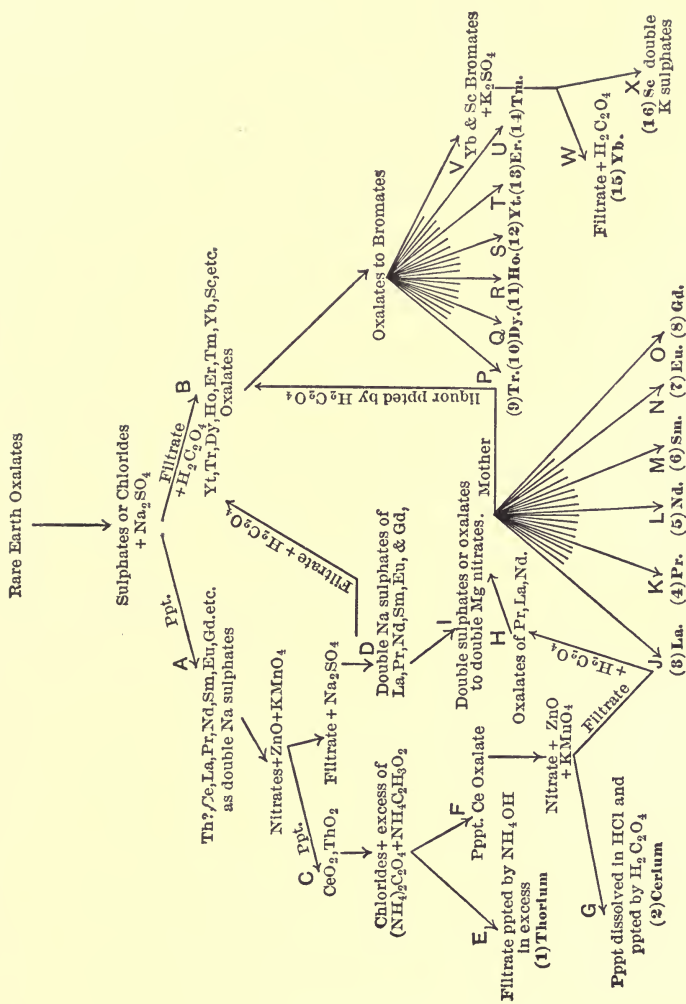 Rare Earth Oxalates
Sulphates or Chlorides
+ Na2SO4
Ppt.
A
Filtrate
+H2C2O4
B
Th?,Ce,La,Pr,Nd,Sm,Eu,Gd.etc.
as double Na sulphates
Yt,Tr,Dy,Ho,Er,Tm,Yb,Sc,etc.
Oxalates
Nitrates+ZnO+KMnO4
Ppt.
C
CeO2,ThO2
Filtrate + Na2SO4
Filtrate + H2C2O4
D
Chlorides+ excess of
(NH4)2C2O4+NH4C2H3O2
Double Na sulphates of
La,Pr,Nd,Sm,Eu, & Gd,
I
E
Filtrate ppted by NH4OH
in excess
(1) Thorium
F
Pppt. Ce Oxalate
Double sulphates or oxalates
to double Mg nitrates.
H
Oxalates of Pr,La,Nd.
Mother
liquor ppted by H2C2O4
Oxalates to Bromates
Nitrate + ZnO
+ KMnO4
G
Pppt dissolved in HCl and
ppted by H2C2O4
(2) Cerium
Filtrate
+H2C2O4
J K L M N O
(3) La. (4) Pr. (5) Nd. (6) Sm. (7) Eu. (8) Gd.
P Q R S T U V
(9) Tr.(10) Dy.(11) Ho.(12) Yt.(13) Er.(14) Tm.
Yb & Sc Bromates
+K2SO4
W
Filtrate + H2C2O4
(15) Yb.
X
(16) Sc double
K sulphates